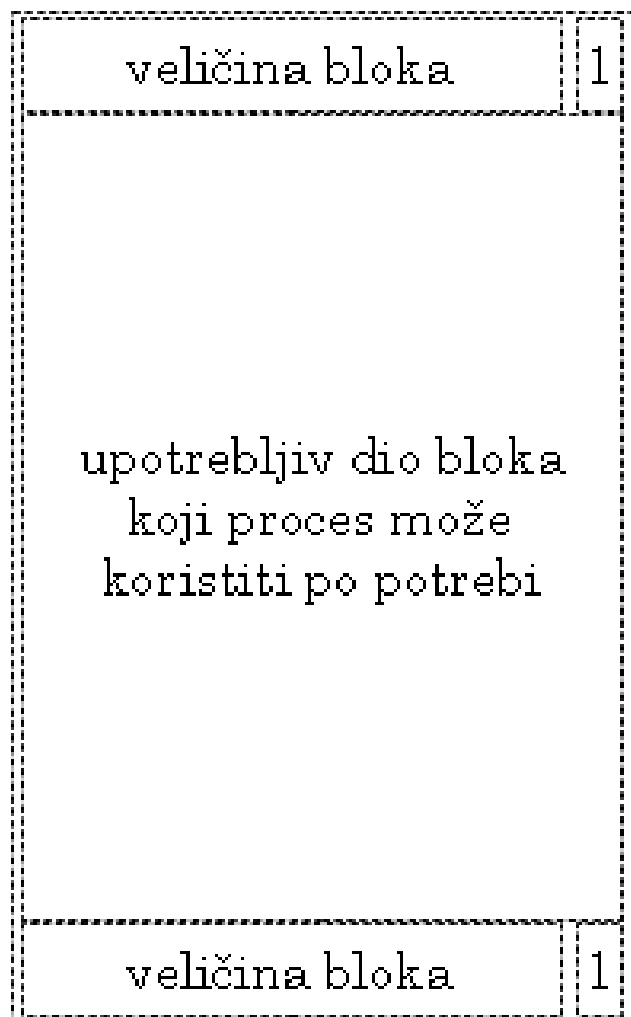 veličina bloka 1
upotrebljiv dio bloka
koji proces može
koristiti po potrebi
veličina bloka 1